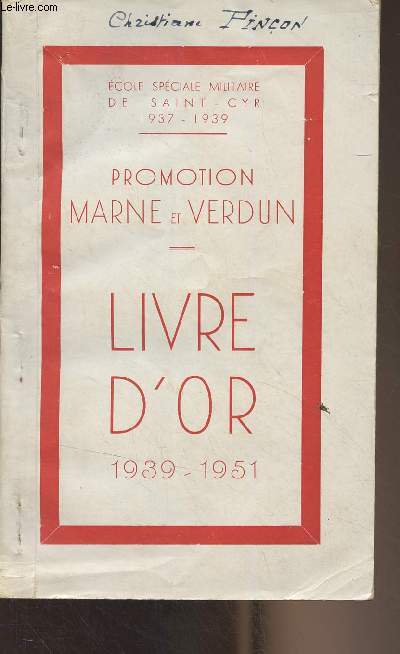 Le-livre.com
Christiane PINÇON
ÉCOLE SPÉCIALE MILITAIRE
DE SAINT-CYR
937-1939
PROMOTION
MARNE ET VERDUN
LIVRE
D'OR
1939-1951